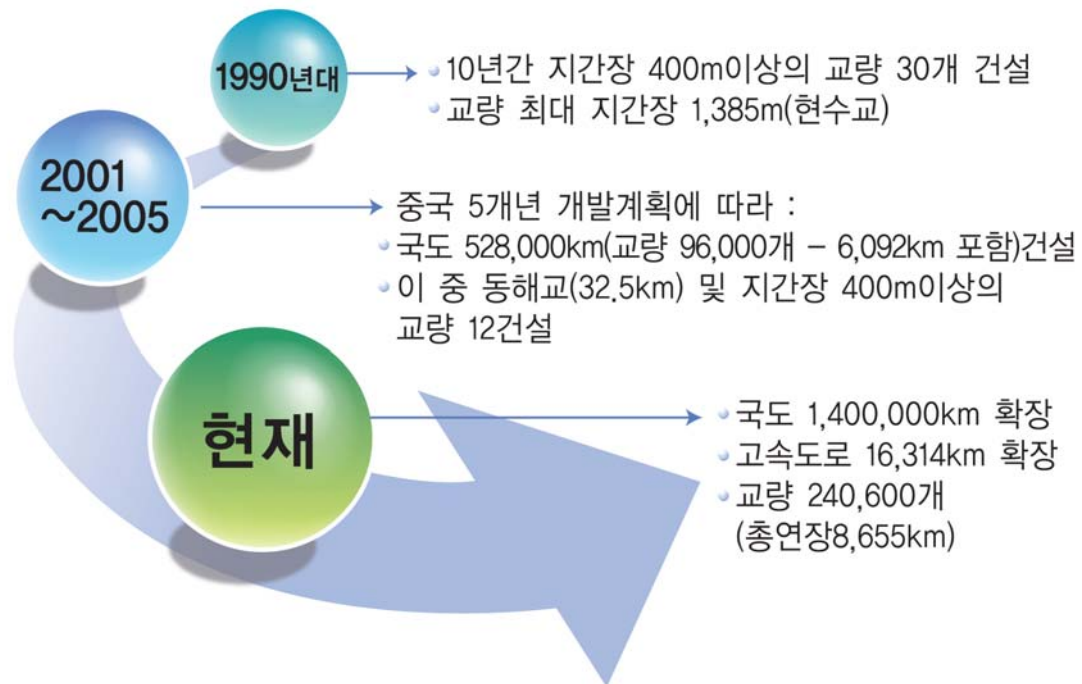 1990년대
10년간 지간장 400m이상의 교량 30개 건설
교량 최대 지간장 1,385m(현수교)
2001
~2005
중국 5개년 개발계획에 따라 :
국도 528,000km(교량 96,000개 – 6,092km 포함)건설
이 중 동해교(32.5km) 및 지간장 400m이상의
교량 12건설
현재
국도 1,400,000km 확장
고속도로 16,314km 확장
교량 240,600개
(총연장8,655km)